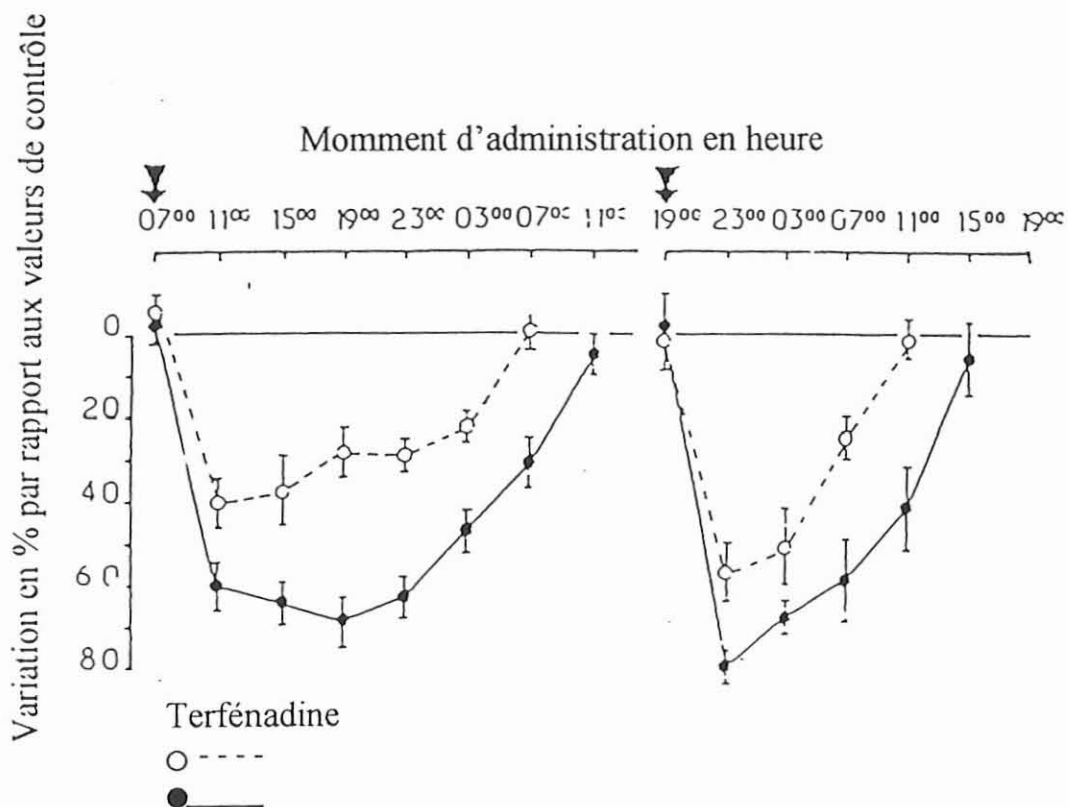 Variation en % par rapport aux valeurs de contrôle
Momment d'administration en heure
07⁰⁰ 11⁰⁰ 15⁰⁰ 19⁰⁰ 23⁰⁰ 03⁰⁰ 07⁰⁰ 11⁰⁰ 19⁰⁰ 23⁰⁰ 03⁰⁰ 07⁰⁰ 11⁰⁰ 15⁰⁰ 19⁰⁰
0
20
40
60
80
Terfénadine